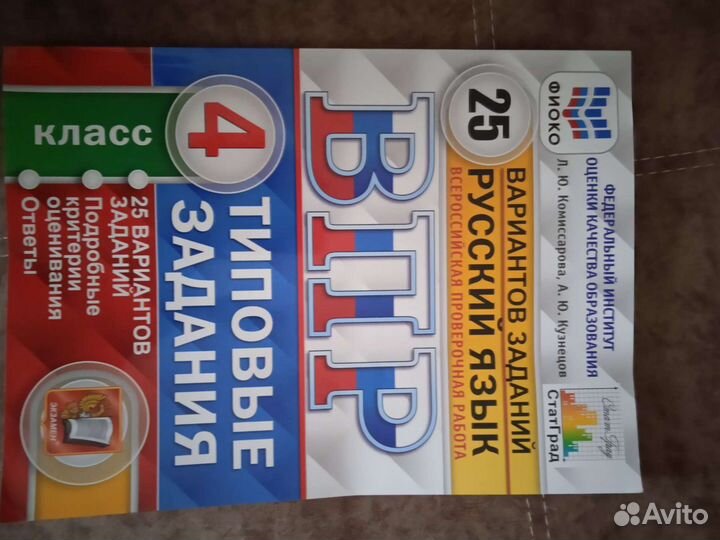 ФИОКО
ФЕДЕРАЛЬНЫЙ ИНСТИТУТ
ОЦЕНКИ КАЧЕСТВА ОБРАЗОВАНИЯ
Л. Ю. Комиссарова, А. Ю. Кузнецов
СтатГрад
СтатГрад
25
ВАРИАНТОВ ЗАДАНИЙ
РУССКИЙ ЯЗЫК
ВСЕРОССИЙСКАЯ ПРОВЕРОЧНАЯ РАБОТА
ВПР
4
КЛАСС
ТИПОВЫЕ
ЗАДАНИЯ
25 ВАРИАНТОВ
ЗАДАНИЙ
Подробные
критерии
оценивания
Ответы
ЭКЗАМЕН
Avito